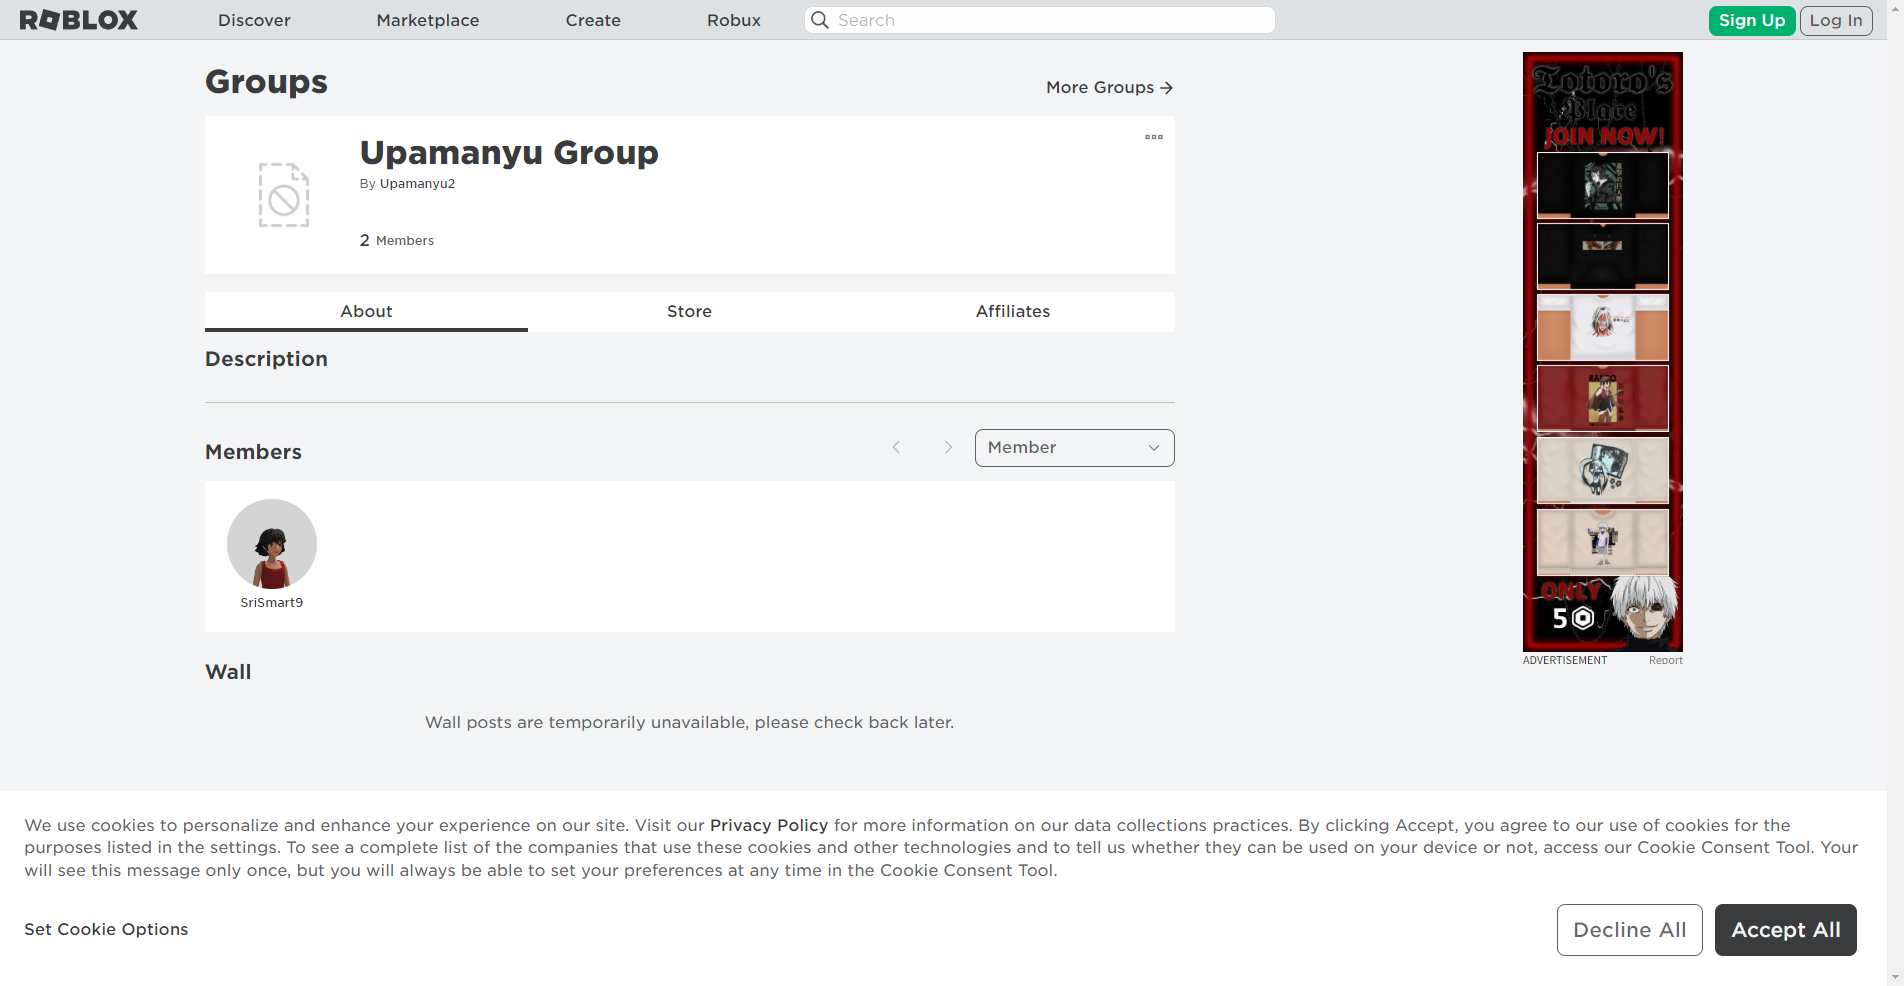 ROBLOX
Discover
Marketplace
Create
Robux
Search
Sign Up
Log In
Groups
More Groups
Upamanyu Group
By Upamanyu2
2 Members
About
Store
Affiliates
Description
Members
Member
SriSmart9
Wall
Wall posts are temporarily unavailable, please check back later.
Totoro's
Place
JOIN NOW!
ONLY
5
ADVERTISEMENT
Report
We use cookies to personalize and enhance your experience on our site. Visit our Privacy Policy for more information on our data collections practices. By clicking Accept, you agree to our use of cookies for the
purposes listed in the settings. To see a complete list of the companies that use these cookies and other technologies and to tell us whether they can be used on your device or not, access our Cookie Consent Tool. Your
will see this message only once, but you will always be able to set your preferences at any time in the Cookie Consent Tool.
Set Cookie Options
Decline All
Accept All